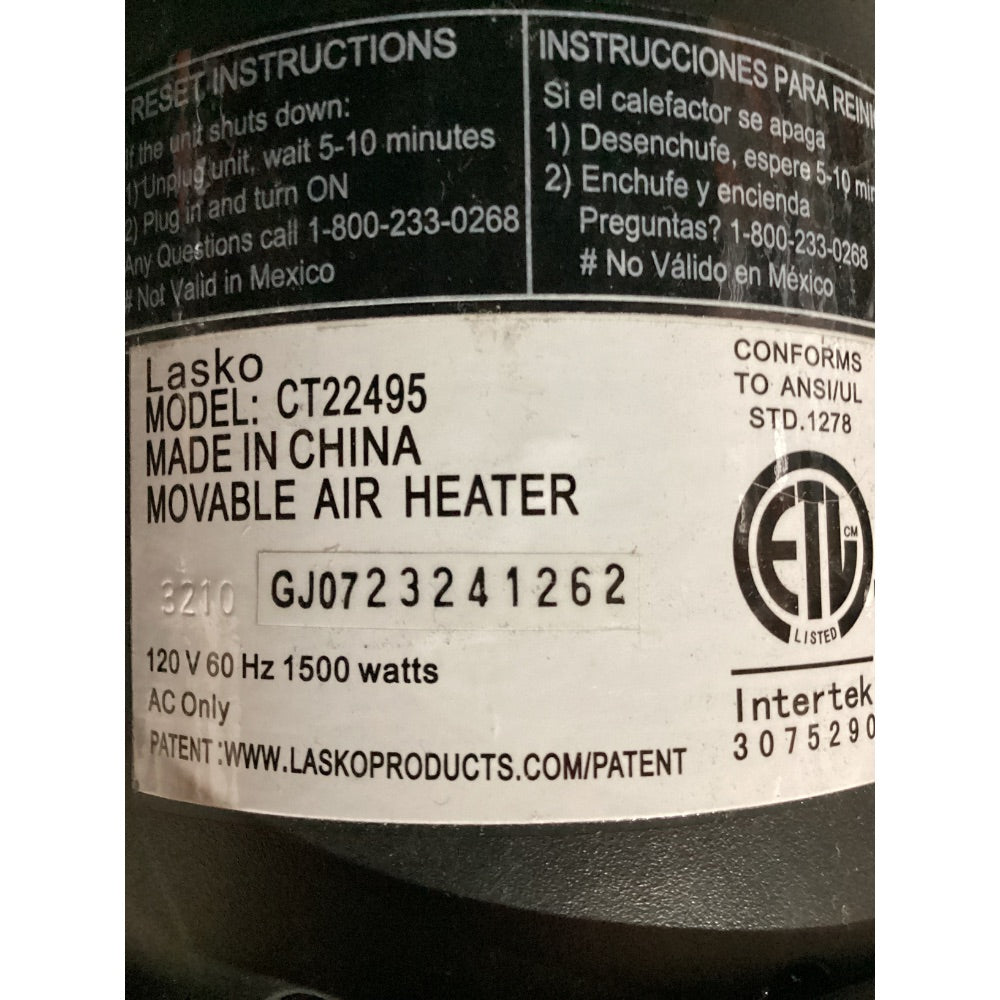 RESET INSTRUCTIONS
If the unit shuts down:
1) Unplug unit, wait 5-10 minutes
2) Plug in and turn ON
Any Questions call 1-800-233-0268
# Not Valid in Mexico
INSTRUCCIONES PARA REINI
Si el calefactor se apaga
1) Desenchufe, espere 5-10 min
2) Enchufe y encienda
Preguntas? 1-800-233-0268
# No Válido en México
Lasko
MODEL: CT22495
MADE IN CHINA
MOVABLE AIR HEATER
3210 GJ0723241262
120 V 60 Hz 1500 watts
AC Only
PATENT:WWW.LASKOPRODUCTS.COM/PATENT
CONFORMS
TO ANSI/UL
STD.1278
ETL
CM
LISTED
Intertek
3075290